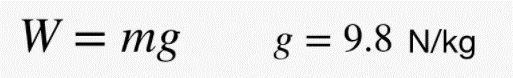 W = mg g = 9.8 N/kg